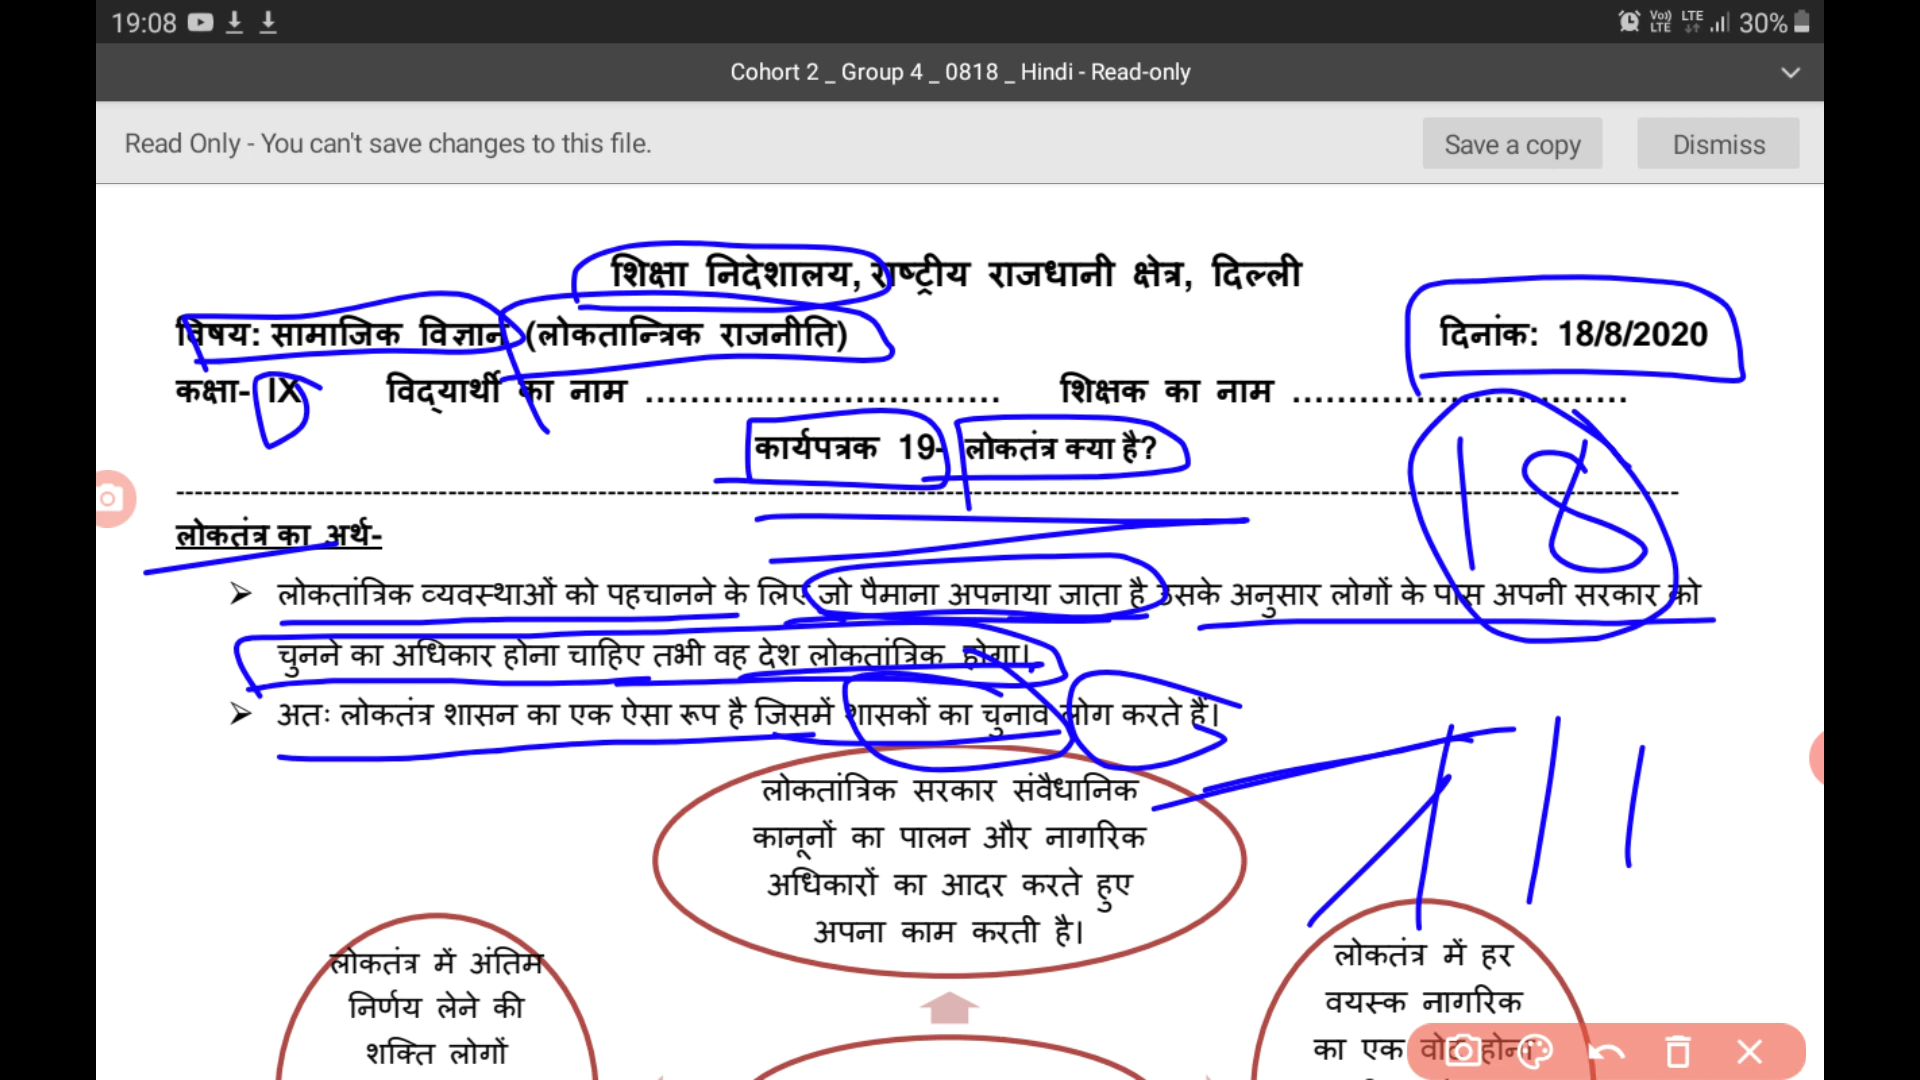 19:08
Vo)) LTE LTE 30%
Cohort 2 _ Group 4 _ 0818 _ Hindi - Read-only
Read Only - You can't save changes to this file.
Save a copy
Dismiss
शिक्षा निदेशालय, राष्ट्रीय राजधानी क्षेत्र, दिल्ली
विषय: सामाजिक विज्ञान (लोकतान्त्रिक राजनीति)
दिनांक: 18/8/2020
कक्षा- IX विद्यार्थी का नाम ................................. शिक्षक का नाम ..............................
कार्यपत्रक 19- लोकतंत्र क्या है?
18
लोकतंत्र का अर्थ-
लोकतांत्रिक व्यवस्थाओं को पहचानने के लिए जो पैमाना अपनाया जाता है उसके अनुसार लोगों के पास अपनी सरकार को
चुनने का अधिकार होना चाहिए तभी वह देश लोकतांत्रिक होगा।
अतः लोकतंत्र शासन का एक ऐसा रूप है जिसमें शासकों का चुनाव लोग करते हैं।
लोकतांत्रिक सरकार संवैधानिक
कानूनों का पालन और नागरिक
अधिकारों का आदर करते हुए
अपना काम करती है।
लोकतंत्र में अंतिम
निर्णय लेने की
शक्ति लोगों
लोकतंत्र में हर
वयस्क नागरिक
का एक वोट होना